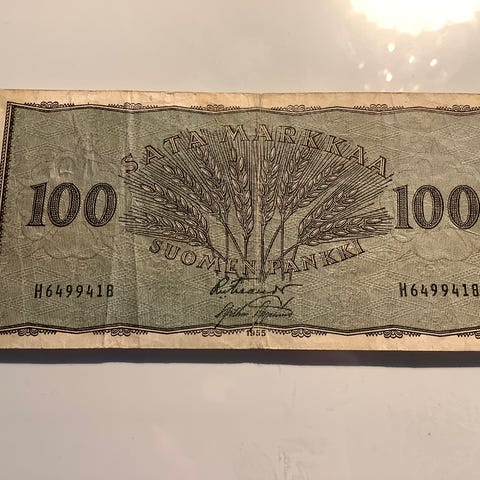 SATA MARKKAA
100 100
SUOMEN PANKKI
H6499418 H6499418
1955